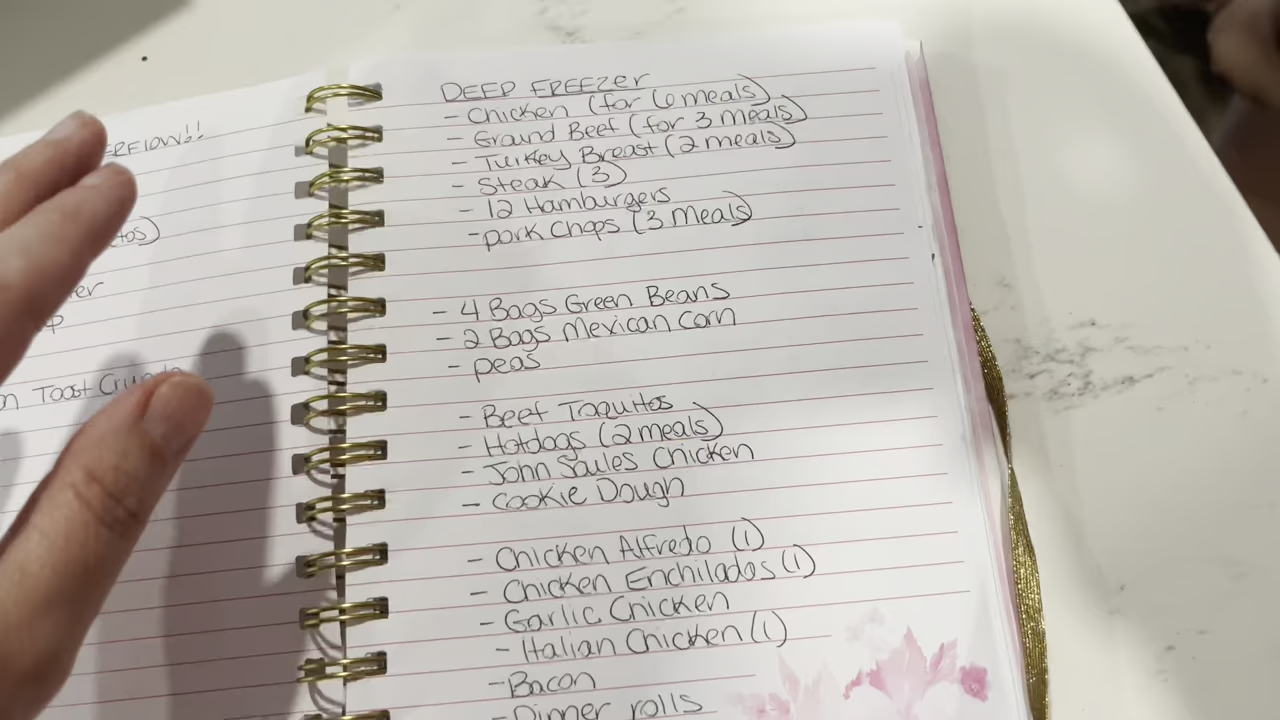 DEEP FREEZER
- Chicken (for 6 meals)
- Ground Beef (for 3 meals)
- Turkey Breast (2 meals)
- Steak (3)
- 12 Hamburgers
- pork Chops (3 Meals)
- 4 Bags Green Beans
- 2 Bags Mexican Corn
- peas
- Beef Taquitos
- Hotdogs (2 meals)
- John Soules Chicken
- Cookie Dough
- Chicken Alfredo (1)
- Chicken Enchiladas (1)
- Garlic Chicken
- Italian Chicken (1)
- Bacon
- Dinner rolls
Toast